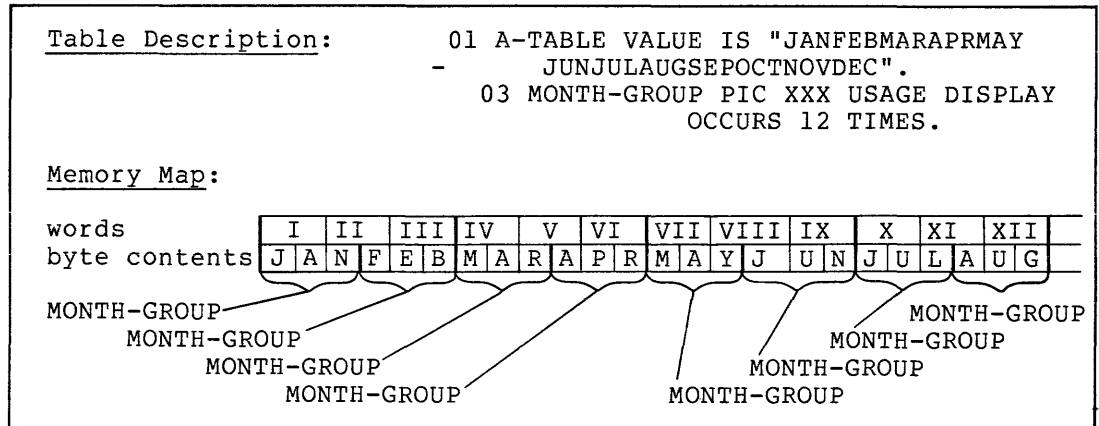 Table Description: 01 A-TABLE VALUE IS "JANFEBMARAPRMAY
- JUNJULAUGSEPOCTNOVDEC".
03 MONTH-GROUP PIC XXX USAGE DISPLAY
OCCURS 12 TIMES.
Memory Map:
words I II III IV V VI VII VIII IX X XI XII
byte contents J A N F E B M A R A P R M A Y J U N J U L A U G
MONTH-GROUP MONTH-GROUP
MONTH-GROUP MONTH-GROUP
MONTH-GROUP MONTH-GROUP
MONTH-GROUP MONTH-GROUP